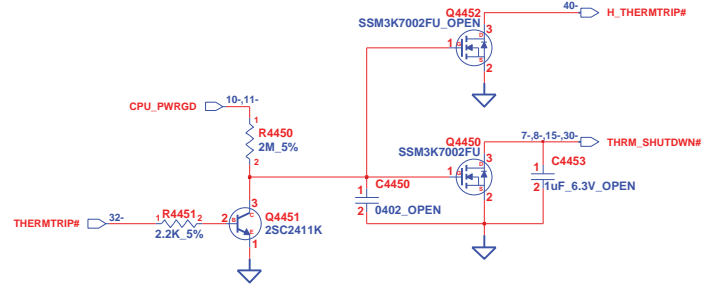 Q4452
40-
H_THERMTRIP#
SSM3K7002FU_OPEN
3
D
1
G
S
2
CPU_PWRGD
10-,11-
1
R4450
2M_5%
2
Q4450
7-,8-,15-,30-
THRM_SHUTDWN#
SSM3K7002FU
3
D
1
G
S
2
1
C4453
2
1uF_6.3V_OPEN
C4450
1
2
0402_OPEN
THERMTRIP#
32-
1
R4451
2
2.2K_5%
3
C
2
B
E
1
Q4451
2SC2411K